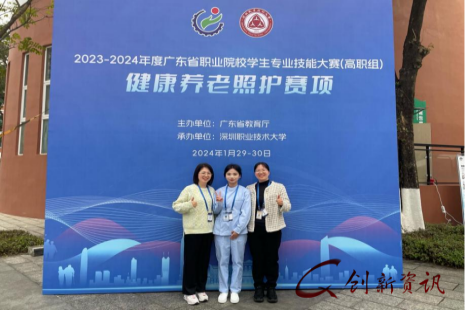 2023-2024年度广东省职业院校学生专业技能大赛(高职组)
健康养老照护赛项
主办单位：广东省教育厅
承办单位：深圳职业技术大学
2024年1月29-30日
创新资讯